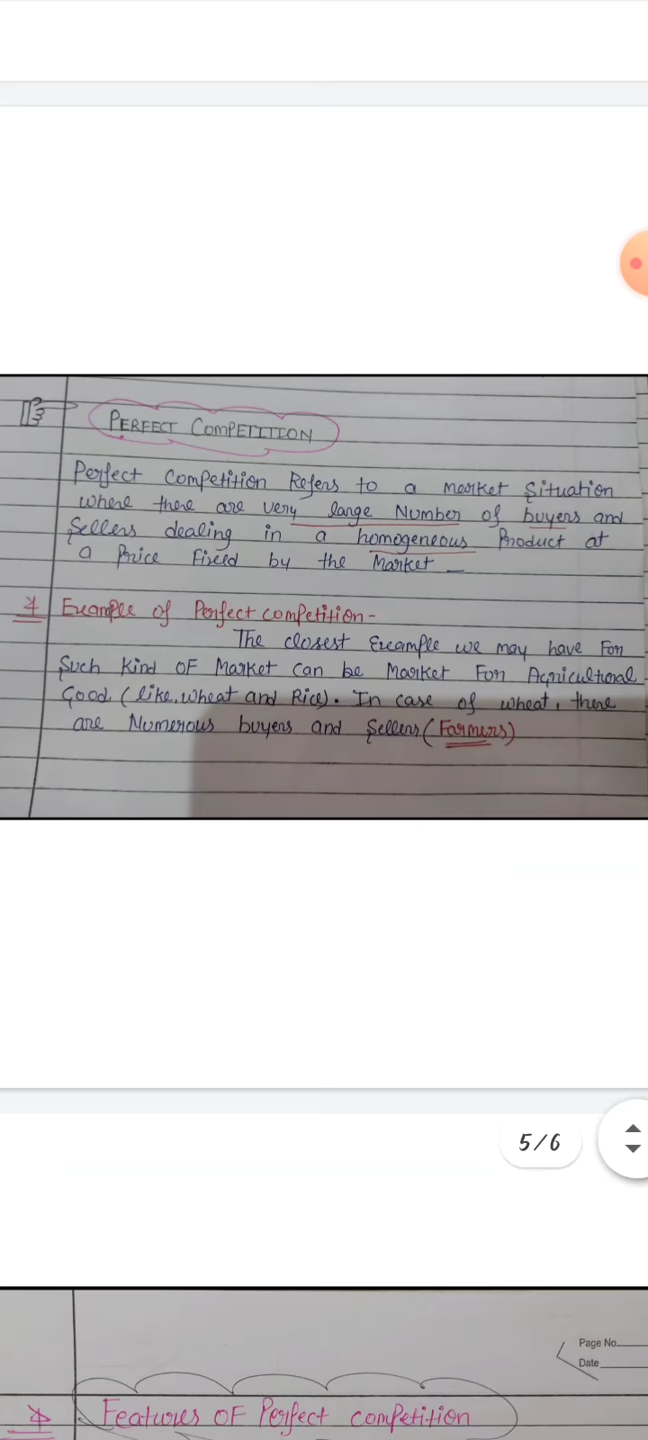 PERFECT COMPETITION
Perfect Competition Refers to a market Situation
where there are very large Number of buyers and
Sellers dealing in a homogeneous Product at
a Price Fixed by the Market
Example of Perfect competition-
The closest Example we may have For
Such Kind OF Market can be Market For Agricultural
Good. (like, wheat and Rice). In case of wheat, there
are Numerous buyers and Sellers (Farmers)
5/6
Page No.
Date
Features OF Perfect competition